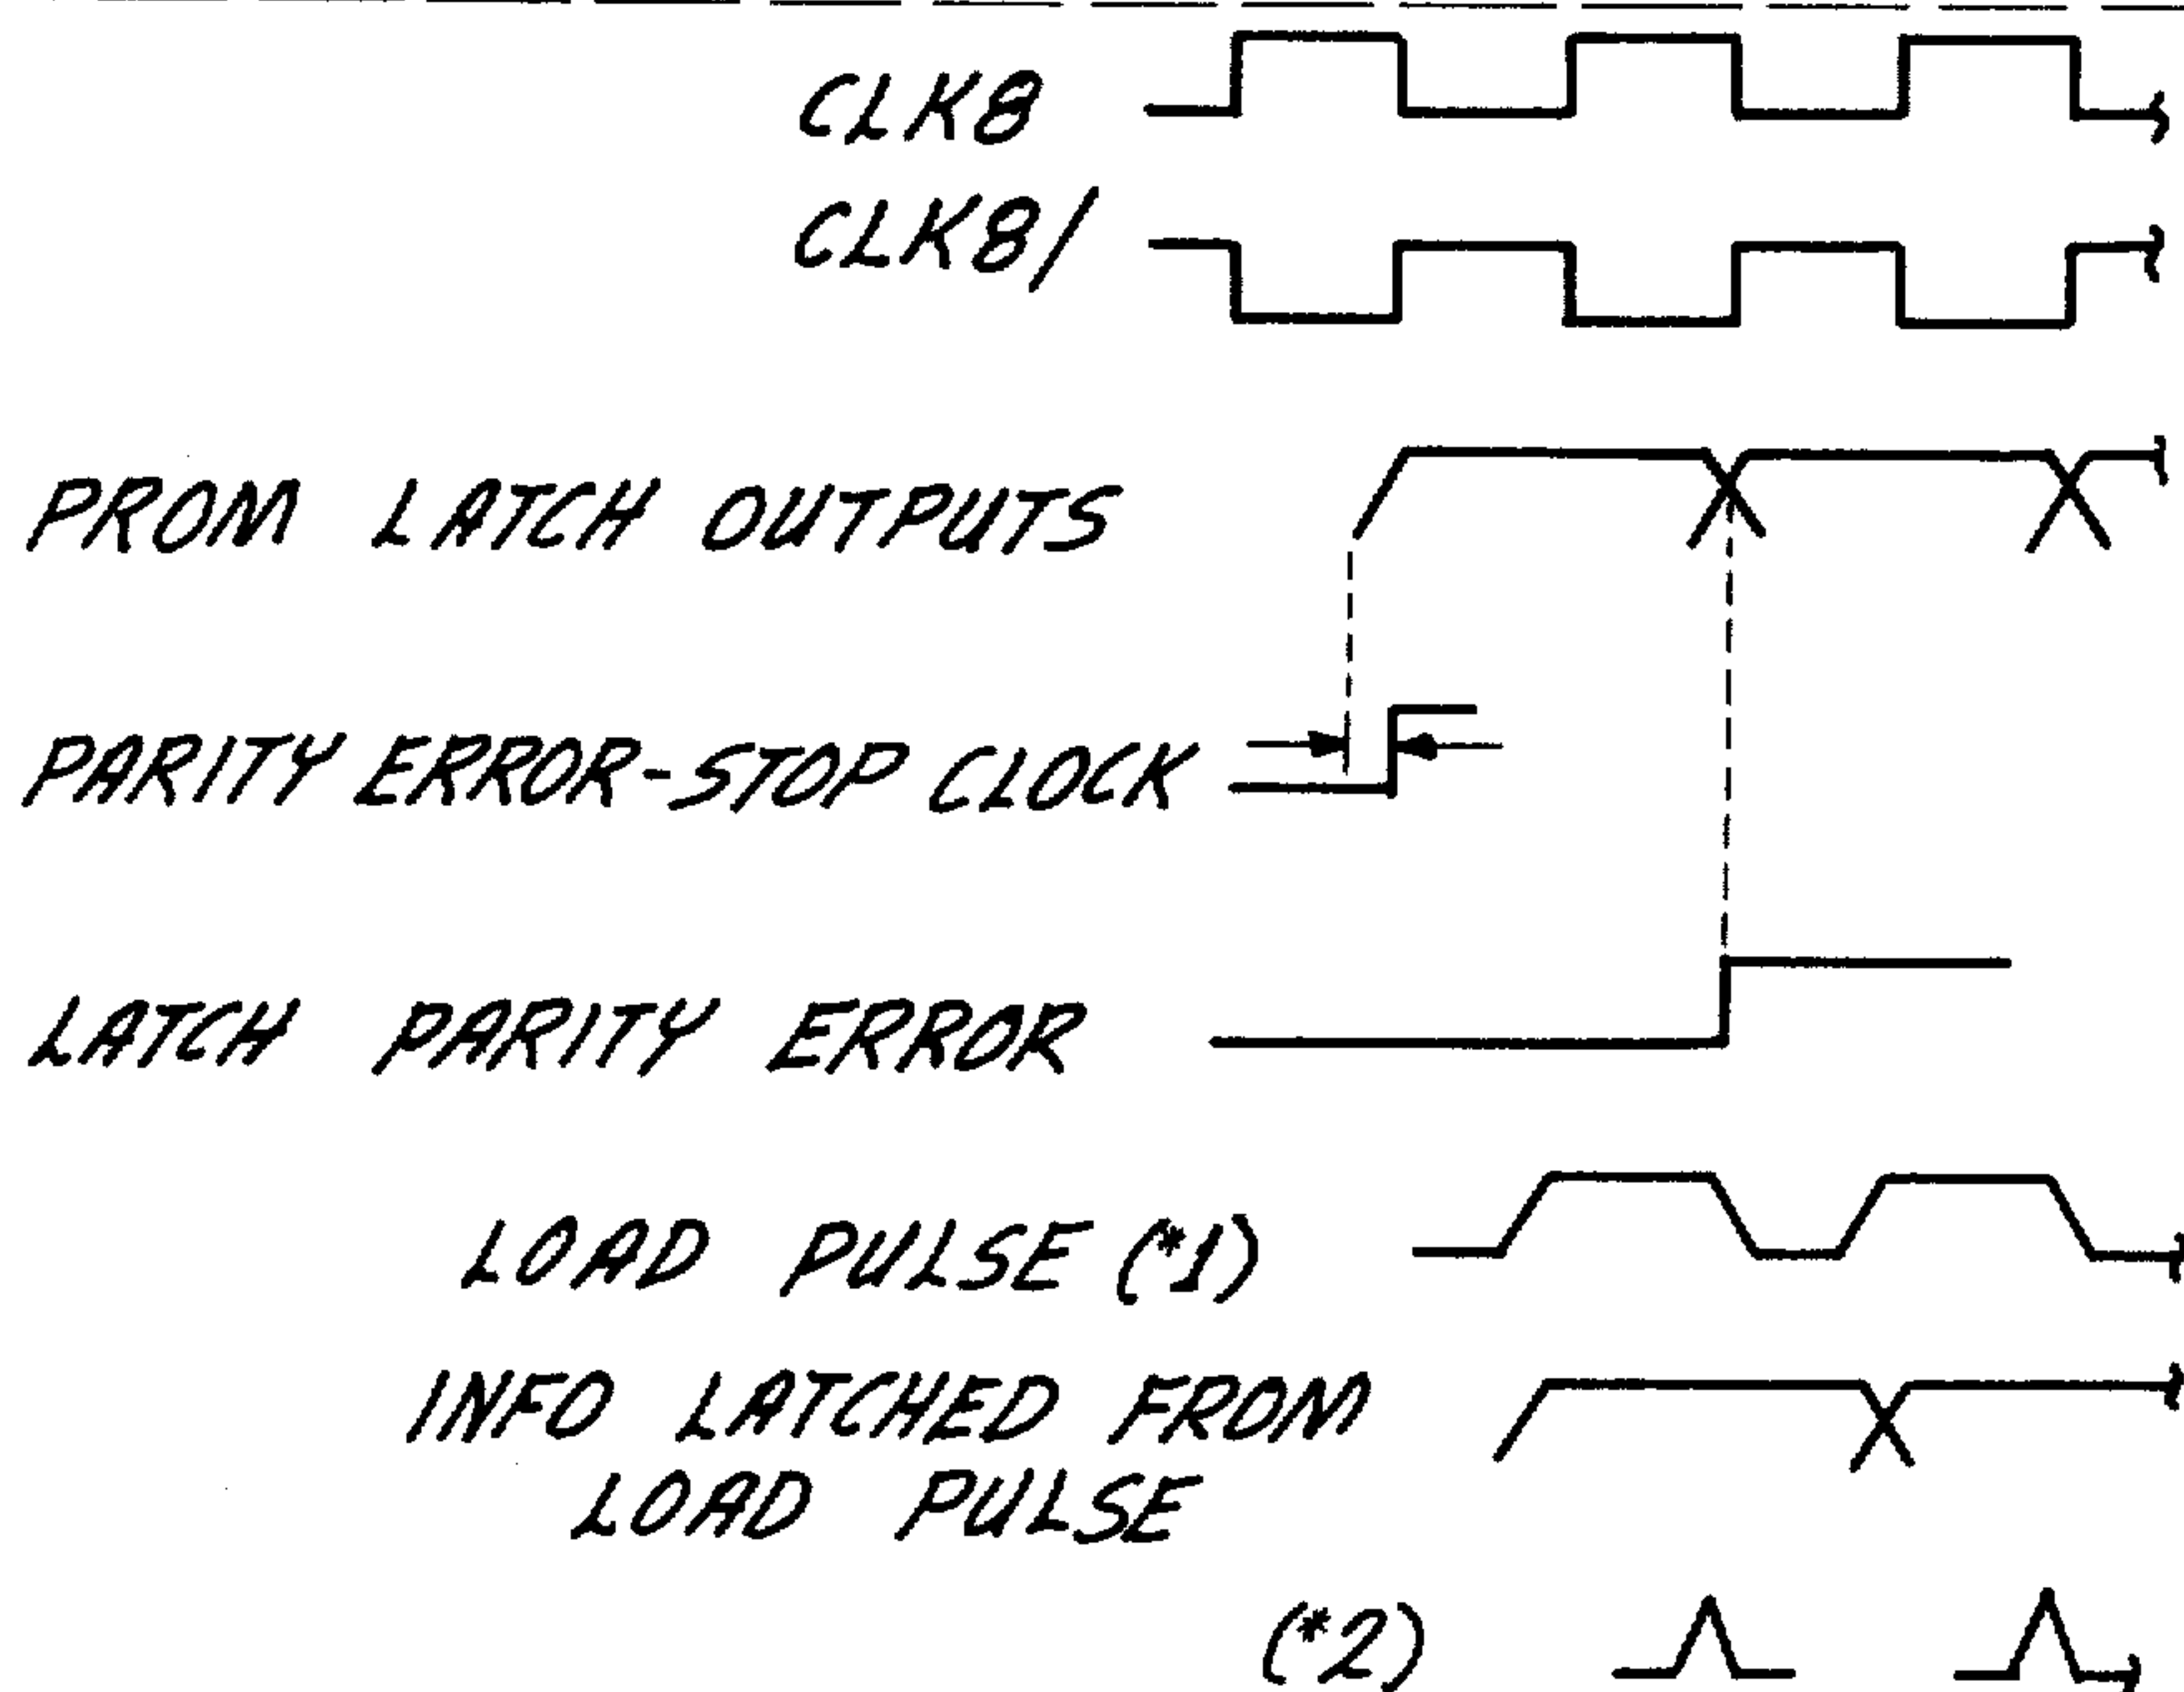 CLK8
CLK8/
PROM LATCH OUTPUTS
PARITY ERROR-STOP CLOCK
LATCH PARITY ERROR
LOAD PULSE (*1)
INFO LATCHED FROM
LOAD PULSE
(*2)